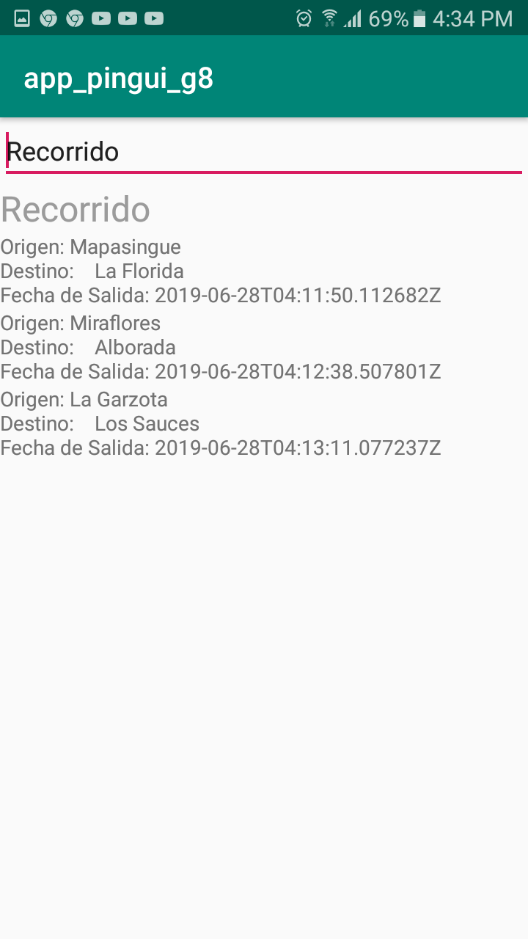 69% 4:34 PM
app_pingui_g8
Recorrido
Recorrido
Origen: Mapasingue
Destino: La Florida
Fecha de Salida: 2019-06-28T04:11:50.112682Z
Origen: Miraflores
Destino: Alborada
Fecha de Salida: 2019-06-28T04:12:38.507801Z
Origen: La Garzota
Destino: Los Sauces
Fecha de Salida: 2019-06-28T04:13:11.077237Z